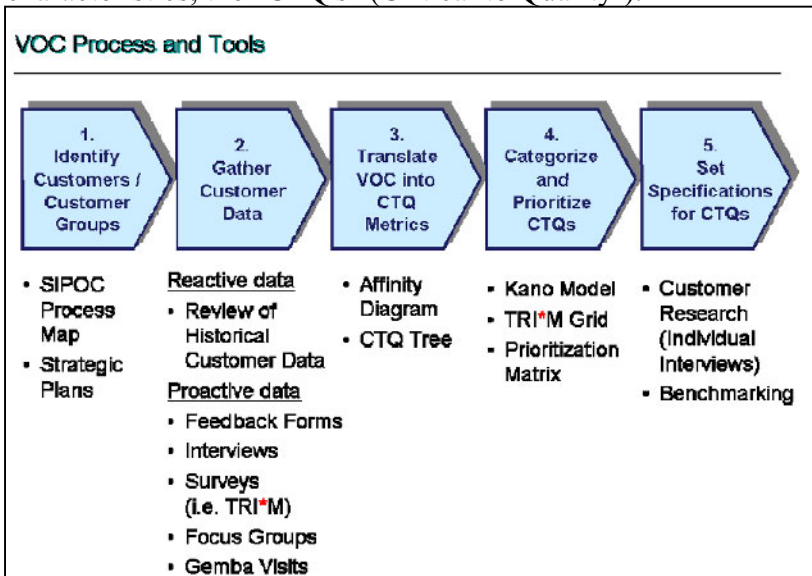 VOC Process and Tools
1.
Identify
Customers /
Customer
Groups
2.
Gather
Customer
Data
3.
Translate
VOC into
CTQ
Metrics
4.
Categorize
and
Prioritize
CTQs
5.
Set
Specifications
for CTQs
• SIPOC
Process
Map
• Strategic
Plans
Reactive data
• Review of
Historical
Customer Data
Proactive data
• Feedback Forms
• Interviews
• Surveys
(i.e. TRI*M)
• Focus Groups
• Gemba Visits
• Affinity
Diagram
• CTQ Tree
• Kano Model
• TRI*M Grid
• Prioritization
Matrix
• Customer
Research
(Individual
Interviews)
• Benchmarking